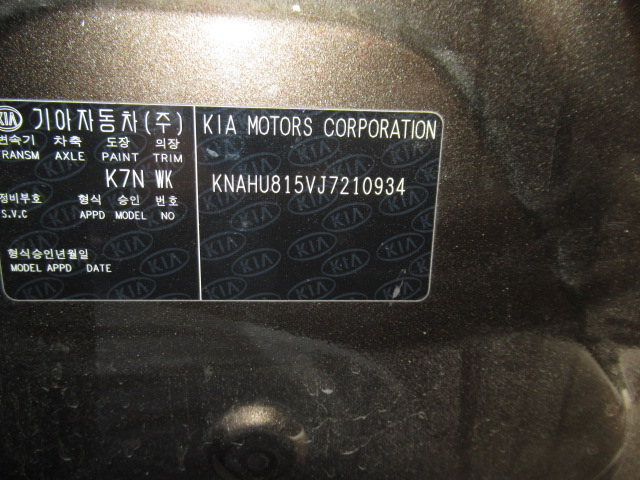 KIA 기아자동차(주)
변속기 차축 도장 의장
TRANSM AXLE PAINT TRIM
K7N WK
정비부호 형식 승인 번호
S.V.C APPD MODEL NO
형식승인년월일
MODEL APPD DATE
KIA MOTORS CORPORATION
KNAHU815VJ7210934